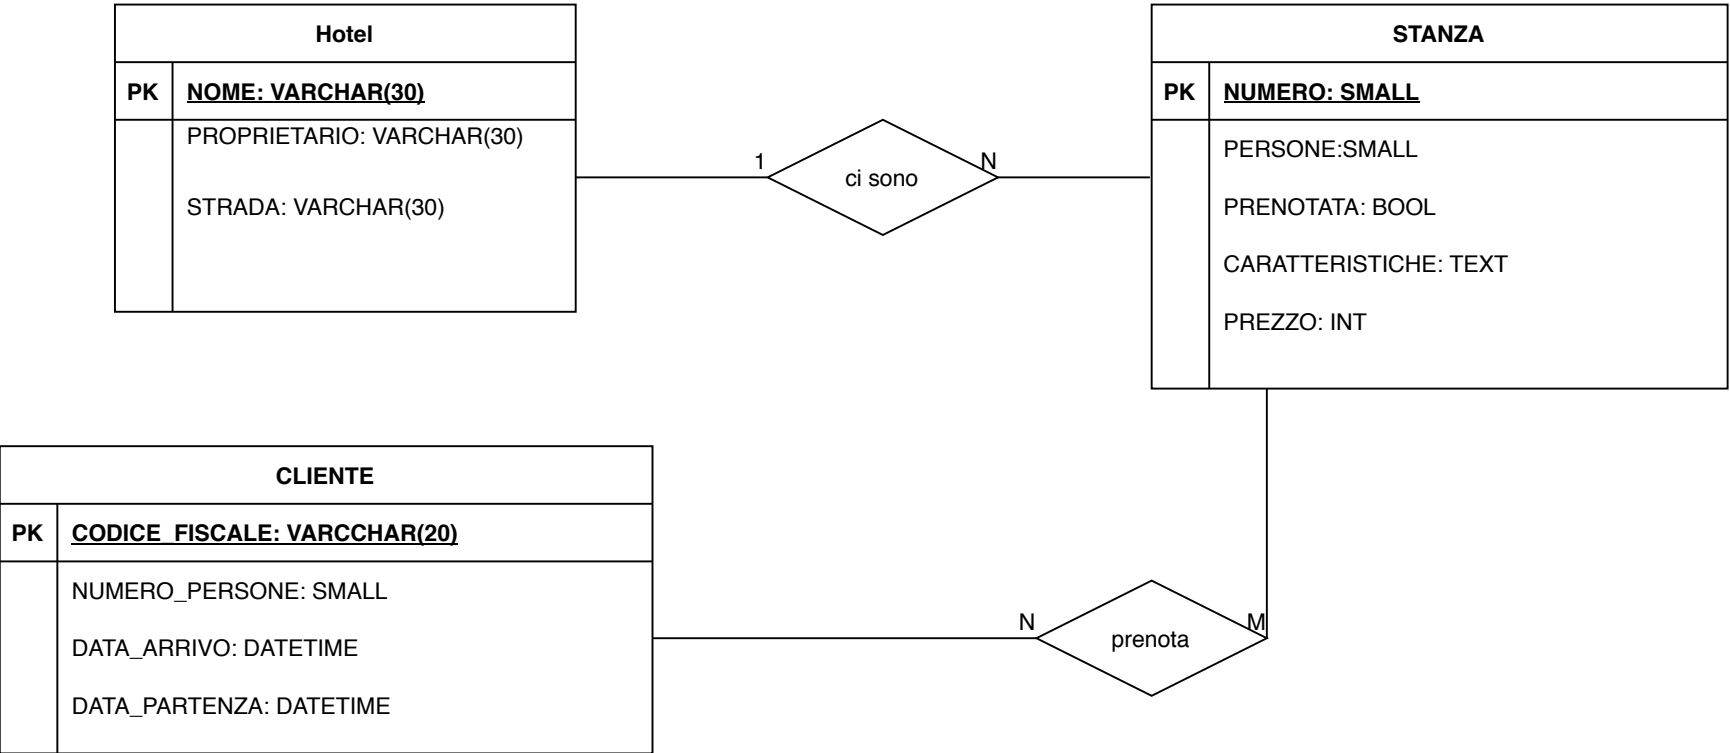 Hotel
PK NOME: VARCHAR(30)
PROPRIETARIO: VARCHAR(30)
STRADA: VARCHAR(30)
1
ci sono
N
STANZA
PK NUMERO: SMALL
PERSONE:SMALL
PRENOTATA: BOOL
CARATTERISTICHE: TEXT
PREZZO: INT
CLIENTE
PK CODICE_FISCALE: VARCCHAR(20)
NUMERO_PERSONE: SMALL
DATA_ARRIVO: DATETIME
DATA_PARTENZA: DATETIME
N
prenota
M